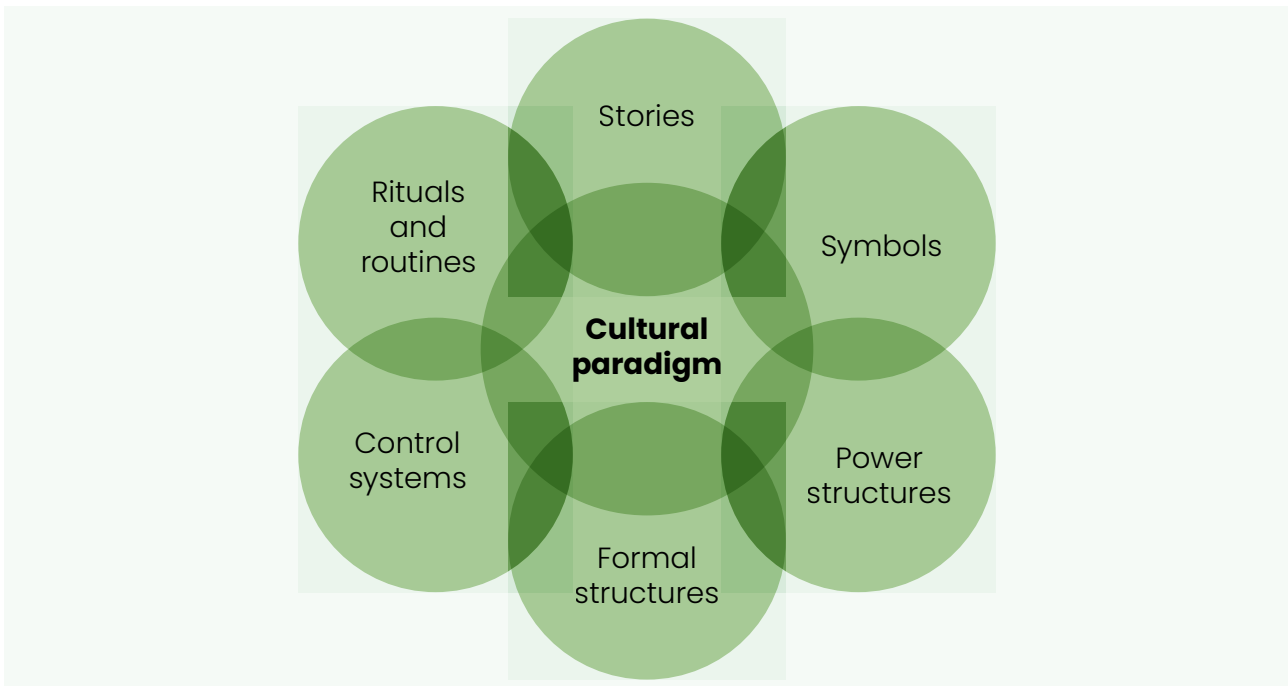 Stories
Rituals
and
routines
Symbols
Cultural
paradigm
Control
systems
Power
structures
Formal
structures